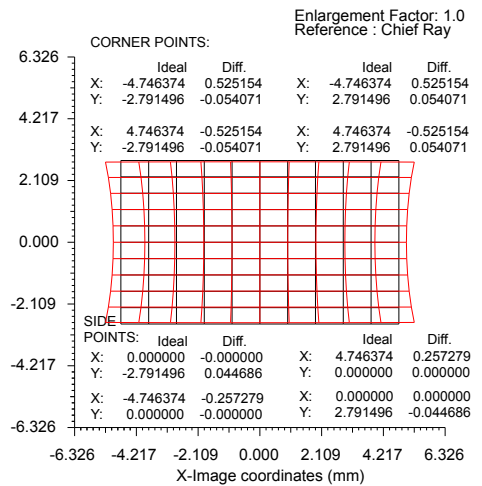 Enlargement Factor: 1.0
Reference : Chief Ray
CORNER POINTS:
Ideal Diff. Ideal Diff.
X: -4.746374 0.525154 X: -4.746374 0.525154
Y: -2.791496 -0.054071 Y: 2.791496 0.054071
X: 4.746374 -0.525154 X: 4.746374 -0.525154
Y: -2.791496 -0.054071 Y: 2.791496 0.054071
SIDE
POINTS: Ideal Diff. Ideal Diff.
X: 0.000000 -0.000000 X: 4.746374 0.257279
Y: -2.791496 0.044686 Y: 0.000000 0.000000
X: -4.746374 -0.257279 X: 0.000000 0.000000
Y: 0.000000 -0.000000 Y: 2.791496 -0.044686
6.326
4.217
2.109
0.000
-2.109
-4.217
-6.326
-6.326 -4.217 -2.109 0.000 2.109 4.217 6.326
X-Image coordinates (mm)